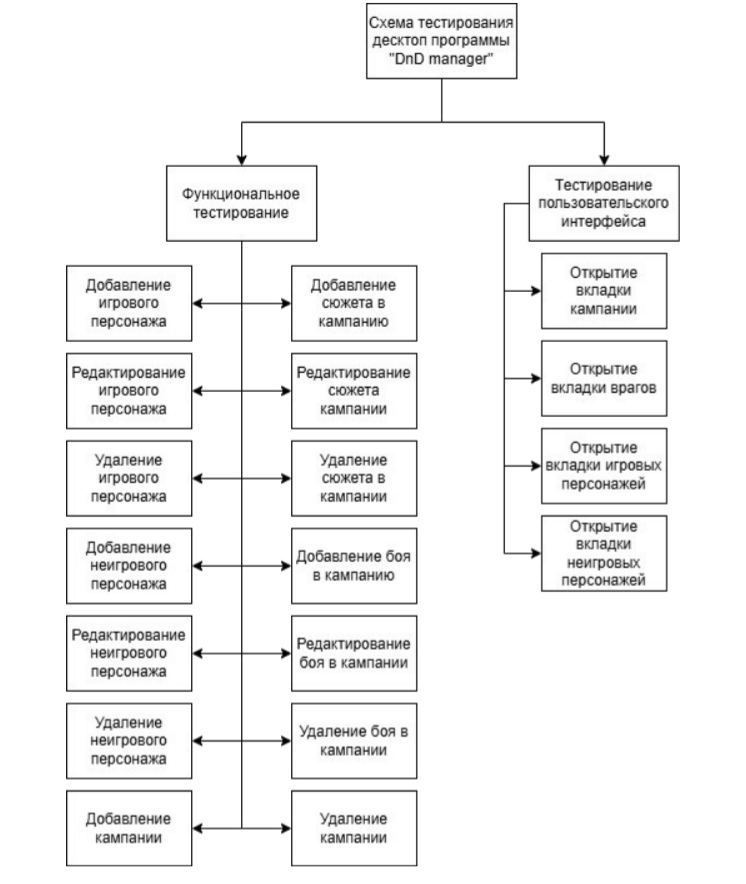 Схема тестирования
десктоп программы
"DnD manager"
Функциональное
тестирование
Тестирование
пользовательского
интерфейса
Добавление
игрового
персонажа
Добавление
сюжета в
кампанию
Редактирование
игрового
персонажа
Редактирование
сюжета
кампании
Удаление
игрового
персонажа
Удаление
сюжета в
кампании
Добавление
неигрового
персонажа
Добавление боя
в кампанию
Редактирование
неигрового
персонажа
Редактирование
боя в кампании
Удаление
неигрового
персонажа
Удаление боя в
кампании
Добавление
кампании
Удаление
кампании
Открытие
вкладки
кампании
Открытие
вкладки врагов
Открытие
вкладки игровых
персонажей
Открытие
вкладки
неигровых
персонажей